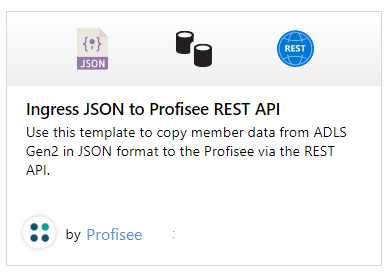 {;}
JSON
REST
Ingress JSON to Profisee REST API
Use this template to copy member data from ADLS
Gen2 in JSON format to the Profisee via the REST
API.
by Profisee :